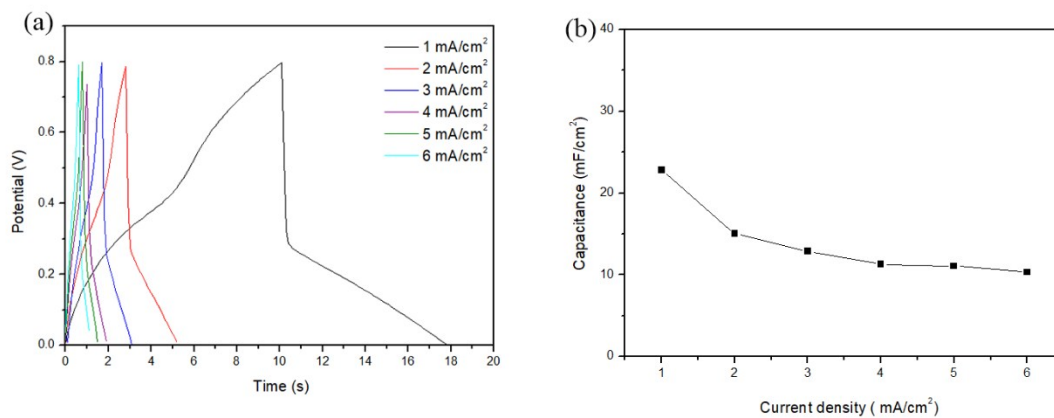 (a)
0.8
0.6
0.4
0.2
0.0
Potential (V)
0 2 4 6 8 10 12 14 16 18 20
Time (s)
1 mA/cm²
2 mA/cm²
3 mA/cm²
4 mA/cm²
5 mA/cm²
6 mA/cm²
(b)
40
30
20
10
0
Capacitance (mF/cm²)
1 2 3 4 5 6
Current density ( mA/cm²)